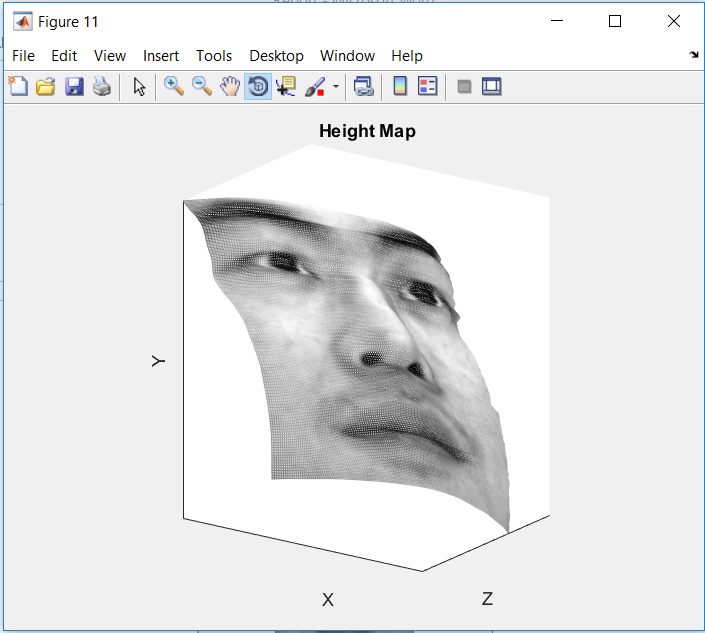 Figure 11
File Edit View Insert Tools Desktop Window Help
Height Map
Y
X
Z